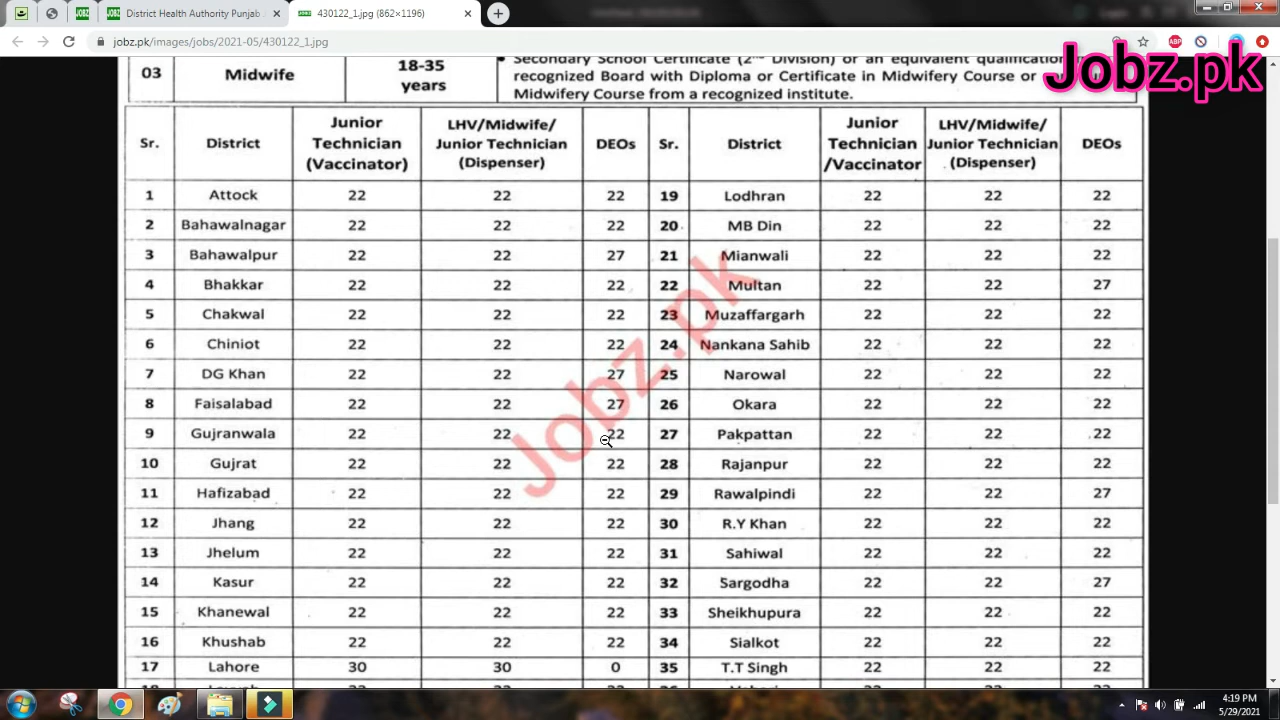 District Health Authority-Punjab
430122_1.jpg (862×1196)
jobz.pk/images/jobs/2021-05/430122_1.jpg
Jobz.pk
Secondary School Certificate (2nd Division) or an equivalent
03 Midwife 18-35 years
recognized Board with Diploma or Certificate in Midwifery Course or
Midwifery Course from a recognized institute.
Sr. District Junior Technician (Vaccinator) LHV/Midwife/ Junior Technician (Dispenser) DEOs Sr. District Junior Technician /Vaccinator LHV/Midwife/ Junior Technician (Dispenser) DEOs
1 Attock 22 22 22 19 Lodhran 22 22 22
2 Bahawalnagar 22 22 22 20 MB Din 22 22 22
3 Bahawalpur 22 22 27 21 Mianwali 22 22 22
4 Bhakkar 22 22 22 22 Multan 22 22 27
5 Chakwal 22 22 22 23 Muzaffargarh 22 22 22
6 Chiniot 22 22 22 24 Nankana Sahib 22 22 22
7 DG Khan 22 22 27 25 Narowal 22 22 22
8 Faisalabad 22 22 27 26 Okara 22 22 22
9 Gujranwala 22 22 22 27 Pakpattan 22 22 22
10 Gujrat 22 22 22 28 Rajanpur 22 22 22
11 Hafizabad 22 22 22 29 Rawalpindi 22 22 27
12 Jhang 22 22 22 30 R.Y Khan 22 22 22
13 Jhelum 22 22 22 31 Sahiwal 22 22 22
14 Kasur 22 22 22 32 Sargodha 22 22 27
15 Khanewal 22 22 22 33 Sheikhupura 22 22 22
16 Khushab 22 22 22 34 Sialkot 22 22 22
17 Lahore 30 30 0 35 T.T Singh 22 22 22
Jobz.pk
4:19 PM
5/29/2021